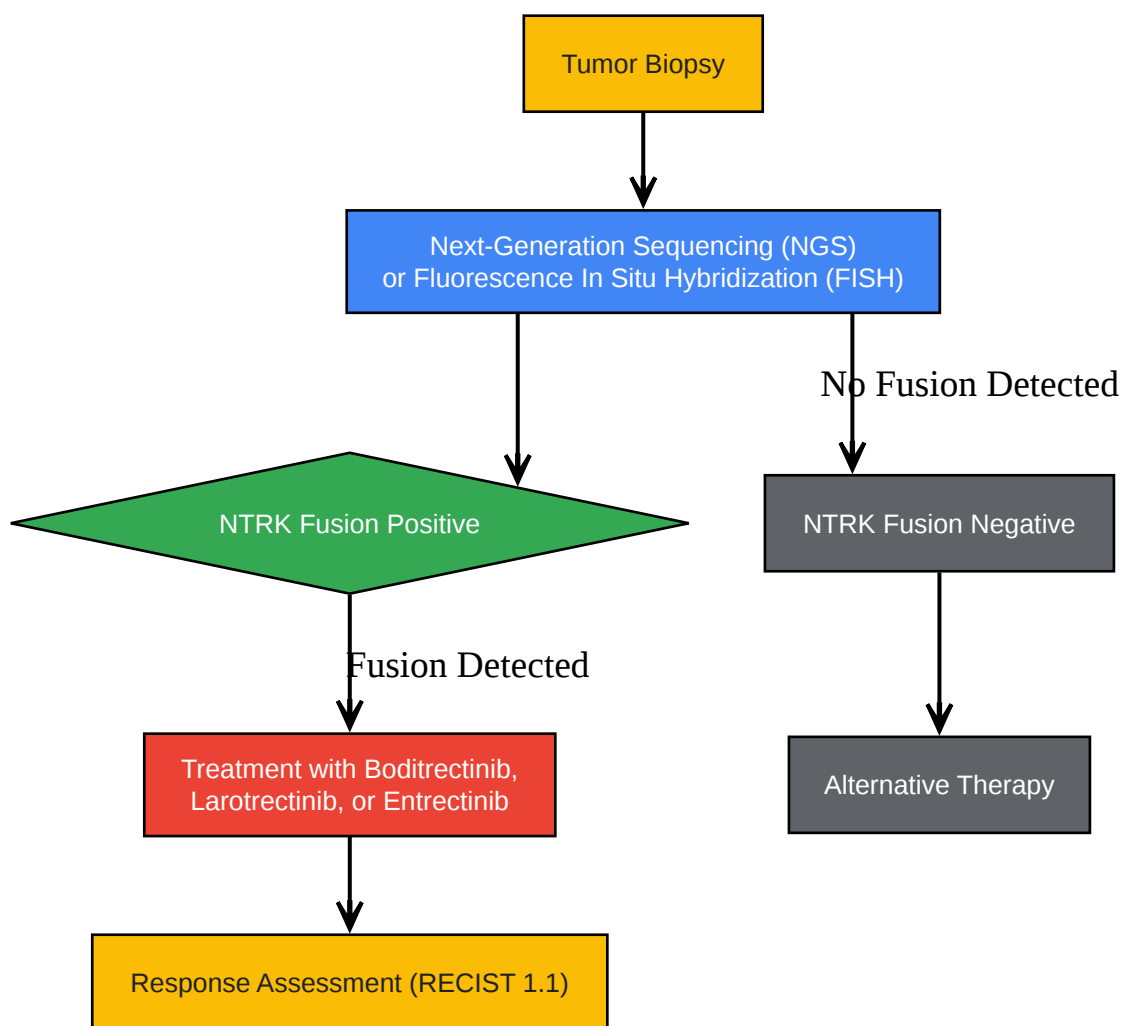 Tumor Biopsy
Next-Generation Sequencing (NGS)
or Fluorescence In Situ Hybridization (FISH)
No Fusion Detected
NTRK Fusion Positive
NTRK Fusion Negative
Fusion Detected
Treatment with Boditrectinib,
Larotrectinib, or Entrectinib
Alternative Therapy
Response Assessment (RECIST 1.1)